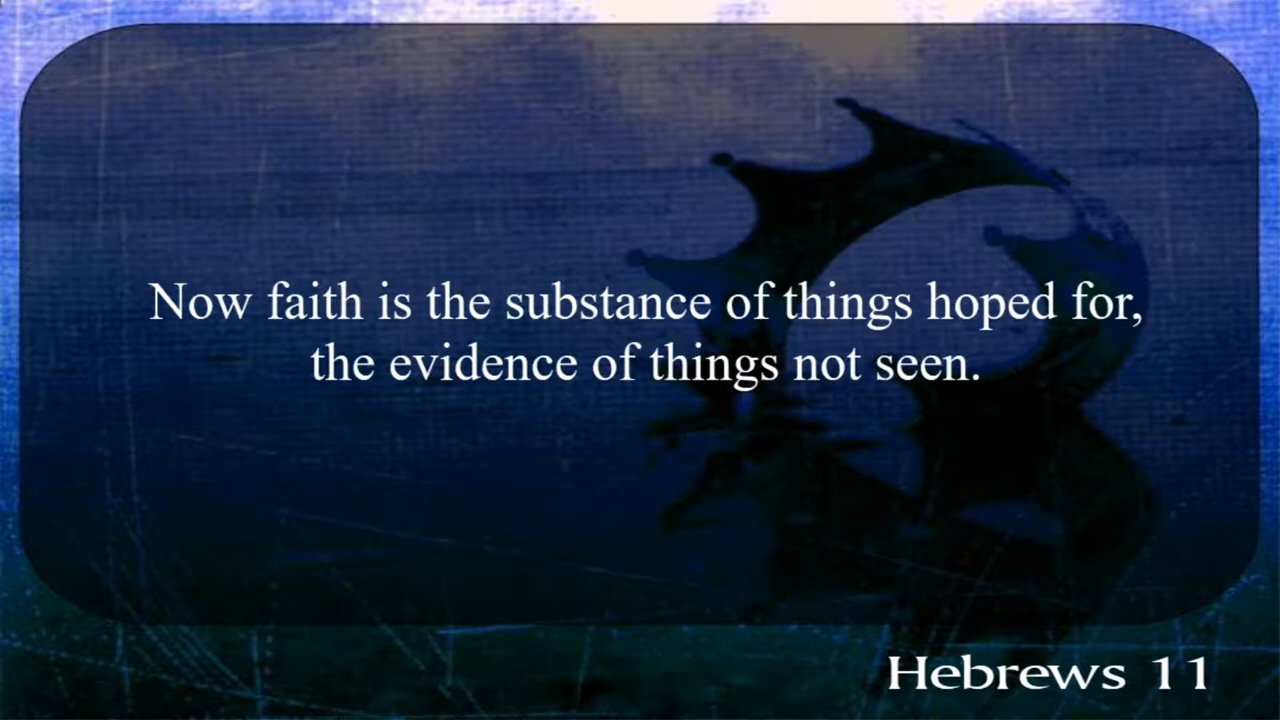 Now faith is the substance of things hoped for,
the evidence of things not seen.
Hebrews 11